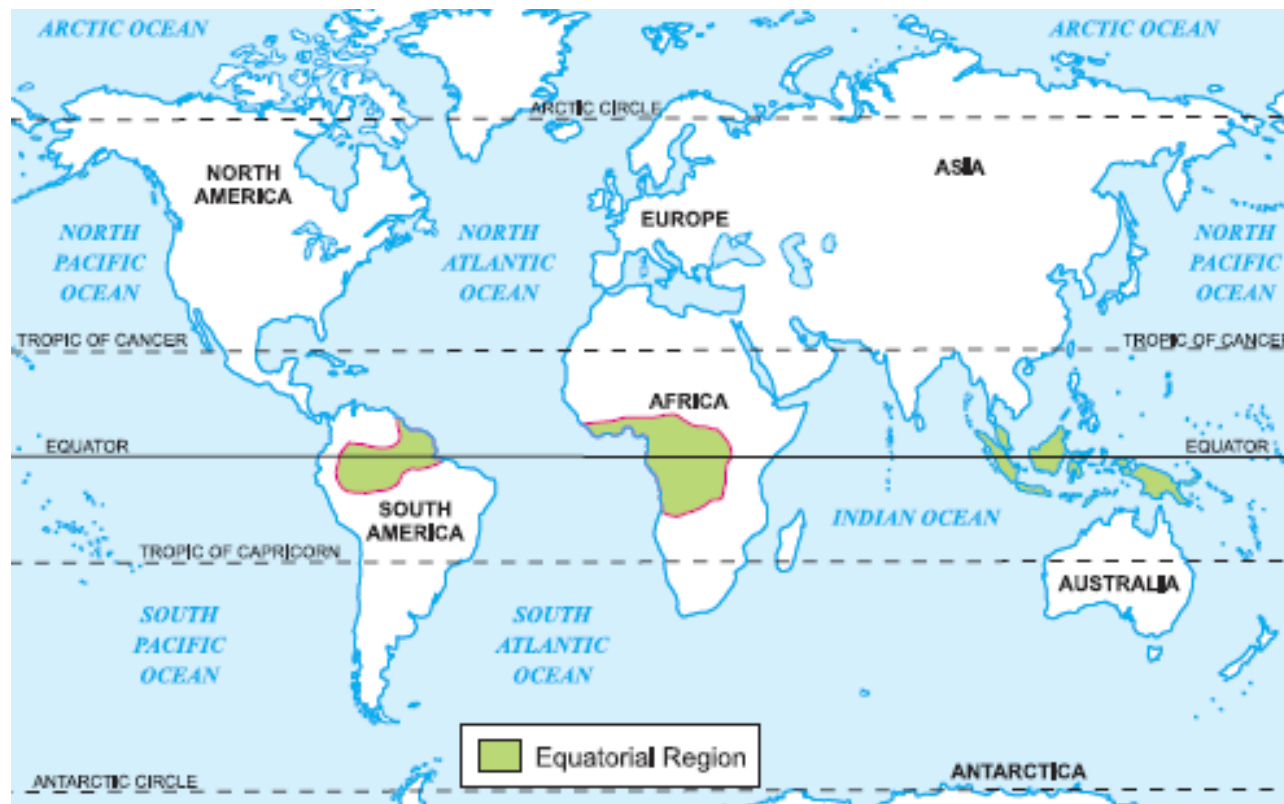 ARCTIC OCEAN
ARCTIC OCEAN
ARCTIC CIRCLE
NORTH
AMERICA
ASIA
EUROPE
NORTH
PACIFIC
OCEAN
NORTH
ATLANTIC
OCEAN
NORTH
PACIFIC
OCEAN
TROPIC OF CANCER
TROPIC OF CANCER
AFRICA
EQUATOR
EQUATOR
SOUTH
AMERICA
INDIAN OCEAN
TROPIC OF CAPRICORN
AUSTRALIA
SOUTH
PACIFIC
OCEAN
SOUTH
ATLANTIC
OCEAN
Equatorial Region
ANTARCTICA
ANTARCTIC CIRCLE